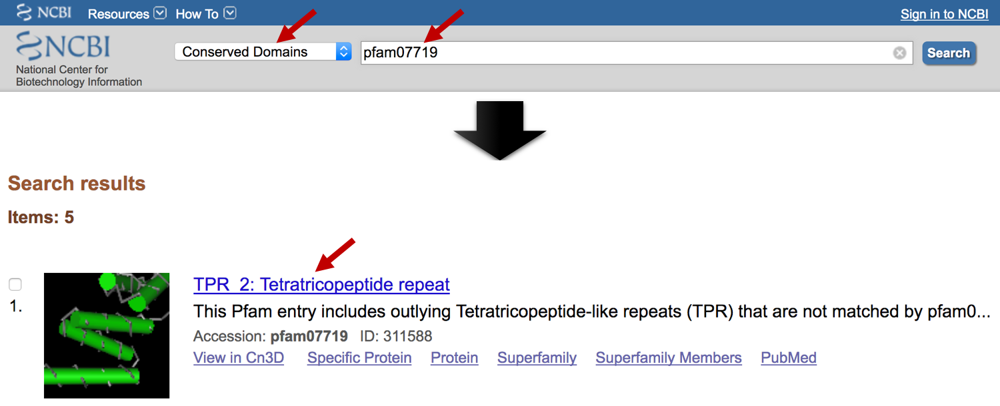 NCBI Resources How To Sign in to NCBI
NCBI
National Center for
Biotechnology Information
Conserved Domains pfam07719 Search
Search results
Items: 5
1.
TPR_2: Tetratricopeptide repeat
This Pfam entry includes outlying Tetratricopeptide-like repeats (TPR) that are not matched by pfam0...
Accession: pfam07719 ID: 311588
View in Cn3D Specific Protein Protein Superfamily Superfamily Members PubMed